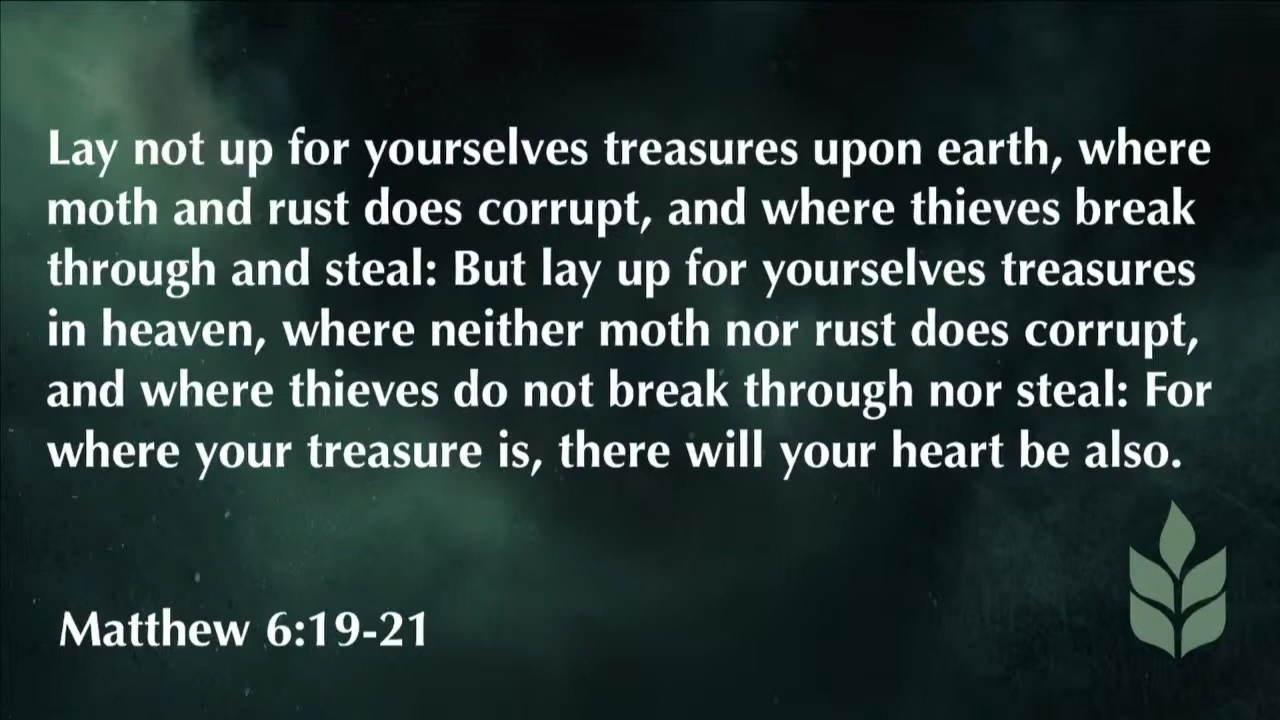 Lay not up for yourselves treasures upon earth, where
moth and rust does corrupt, and where thieves break
through and steal: But lay up for yourselves treasures
in heaven, where neither moth nor rust does corrupt,
and where thieves do not break through nor steal: For
where your treasure is, there will your heart be also.
Matthew 6:19-21